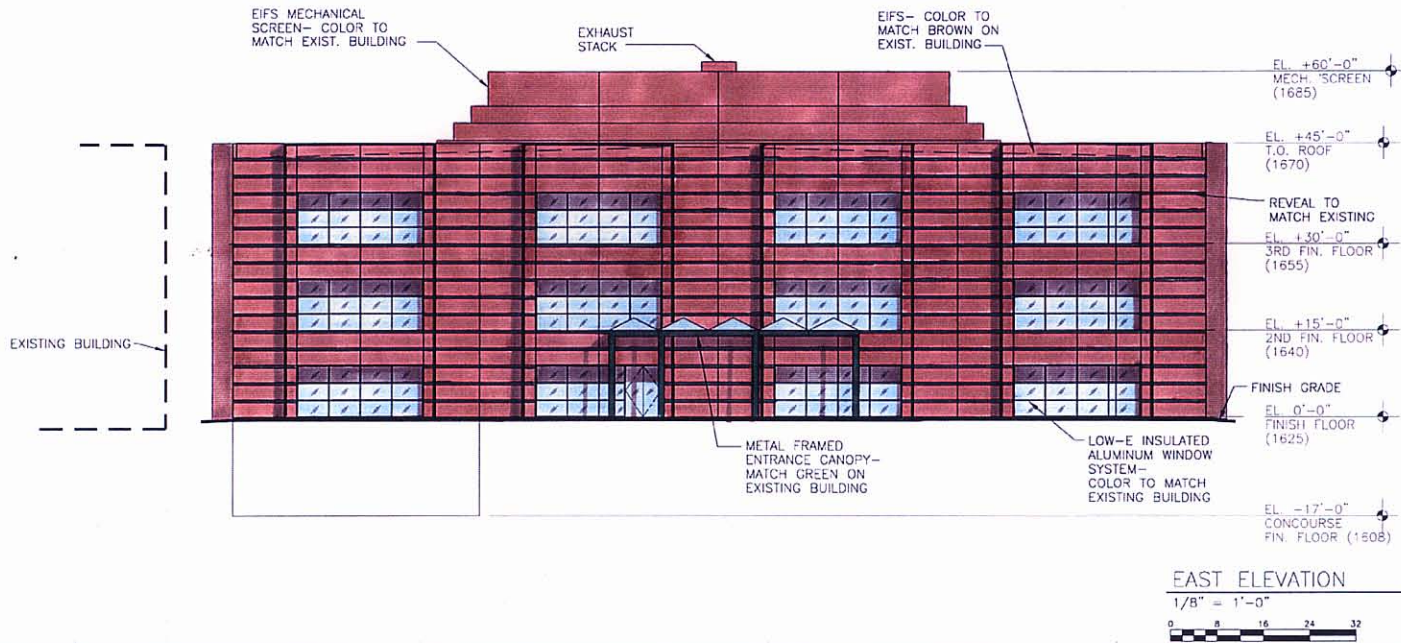 EIFS MECHANICAL
SCREEN– COLOR TO
MATCH EXIST. BUILDING
EXHAUST
STACK
EIFS– COLOR TO
MATCH BROWN ON
EXIST. BUILDING
EL. +60'-0"
MECH. SCREEN
(1685)
EL. +45'-0"
T.O. ROOF
(1670)
REVEAL TO
MATCH EXISTING
EL. +30'-0"
3RD FIN. FLOOR
(1655)
EXISTING BUILDING
EL. +15'-0"
2ND FIN. FLOOR
(1640)
FINISH GRADE
EL. 0'-0"
FINISH FLOOR
(1625)
METAL FRAMED
ENTRANCE CANOPY–
MATCH GREEN ON
EXISTING BUILDING
LOW–E INSULATED
ALUMINUM WINDOW
SYSTEM–
COLOR TO MATCH
EXISTING BUILDING
EL. -17'-0"
CONCOURSE
FIN. FLOOR (1608)
EAST ELEVATION
1/8" = 1'-0"
0 8 16 24 32